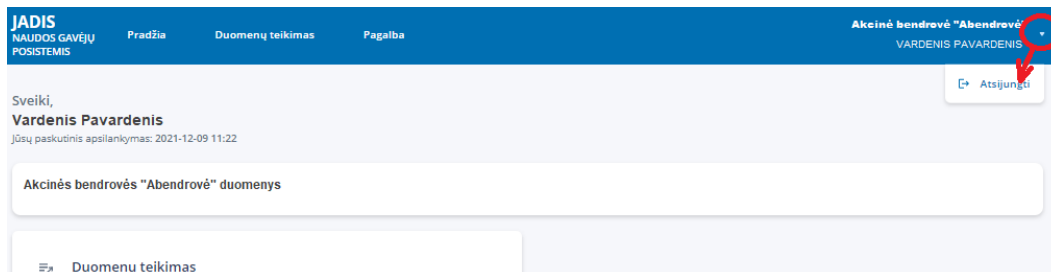 JADIS
NAUDOS GAVĖJŲ
POSISTEMIS
Pradžia
Duomenų teikimas
Pagalba
Akcinė bendrovė "Abendrovė"
VARDENIS PAVARDENIS
Atsijungti
Sveiki,
Vardenis Pavardenis
Jūsų paskutinis apsilankymas: 2021-12-09 11:22
Akcinės bendrovės "Abendrovė" duomenys
Duomenų teikimas